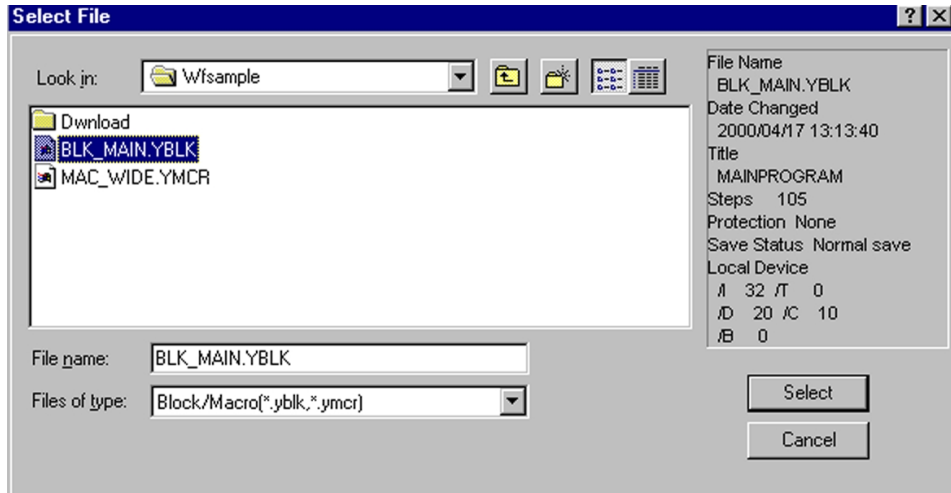 Select File
Look in:
Wfsample
Dwnload
BLK_MAIN.YBLK
MAC_WIDE.YMCR
File name:
BLK_MAIN.YBLK
Files of type:
Block/Macro(*.yblk,*.ymcr)
File Name
BLK_MAIN.YBLK
Date Changed
2000/04/17 13:13:40
Title
MAINPROGRAM
Steps 105
Protection None
Save Status Normal save
Local Device
/I 32 /T 0
/D 20 /C 10
/B 0
Select
Cancel